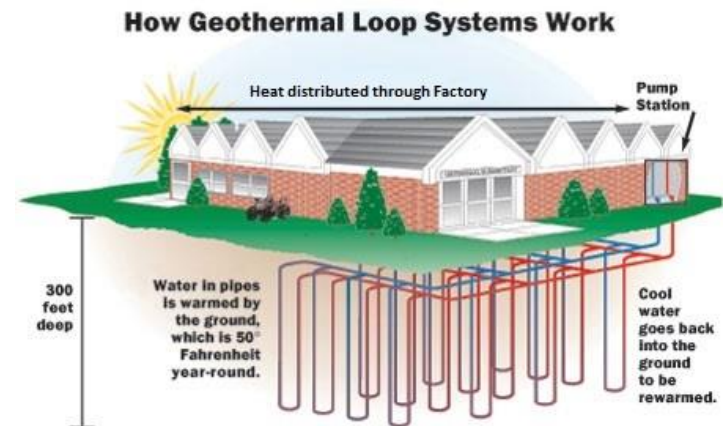 How Geothermal Loop Systems Work
Heat distributed through Factory
Pump
Station
300
feet
deep
Water in pipes
is warmed by
the ground,
which is 50°
Fahrenheit
year-round.
Cool
water
goes back
into the
ground
to be
rewarmed.